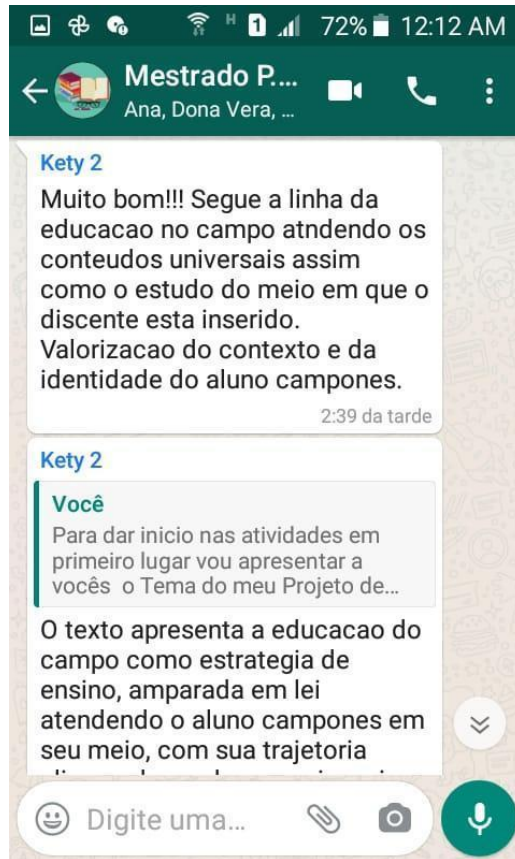 H 1 72% 12:12 AM
Mestrado P....
Ana, Dona Vera, ...
Kety 2
Muito bom!!! Segue a linha da
educacao no campo atndendo os
conteudos universais assim
como o estudo do meio em que o
discente esta inserido.
Valorizacao do contexto e da
identidade do aluno campones.
2:39 da tarde
Kety 2
Você
Para dar inicio nas atividades em
primeiro lugar vou apresentar a
vocês o Tema do meu Projeto de...
O texto apresenta a educacao do
campo como estrategia de
ensino, amparada em lei
atendendo o aluno campones em
seu meio, com sua trajetoria
Digite uma...